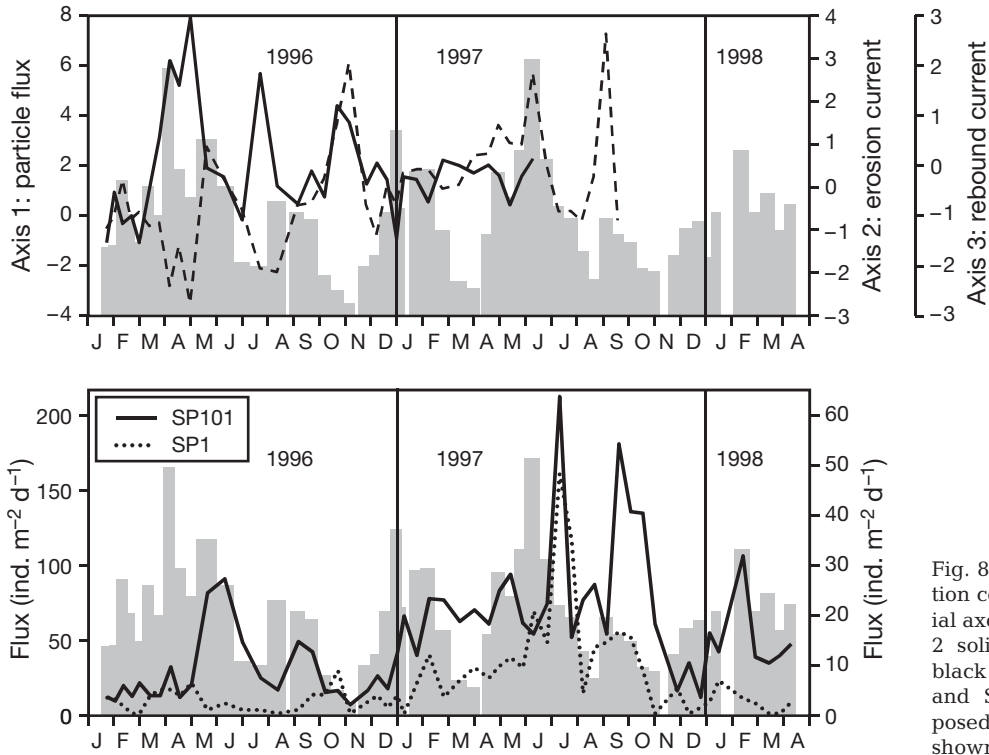 8
6
4
2
0
−2
−4
Axis 1: particle flux
1996
1997
1998
4
3
2
1
0
−1
−2
−3
Axis 2: erosion current
3
2
1
0
−1
−2
−3
Axis 3: rebound current
J F M A M J J A S O N D J F M A M J J A S O N D J F M A
200
150
100
50
0
Flux (ind. m−2 d−1)
SP101
SP1
1996
1997
1998
60
50
40
30
20
10
0
Flux (ind. m−2 d−1)
J F M A M J J A S O N D J F M A M J J A S O N D J F M A
Fig. 8
tion co
ial axe
2 soli
black
and S
posed
shown